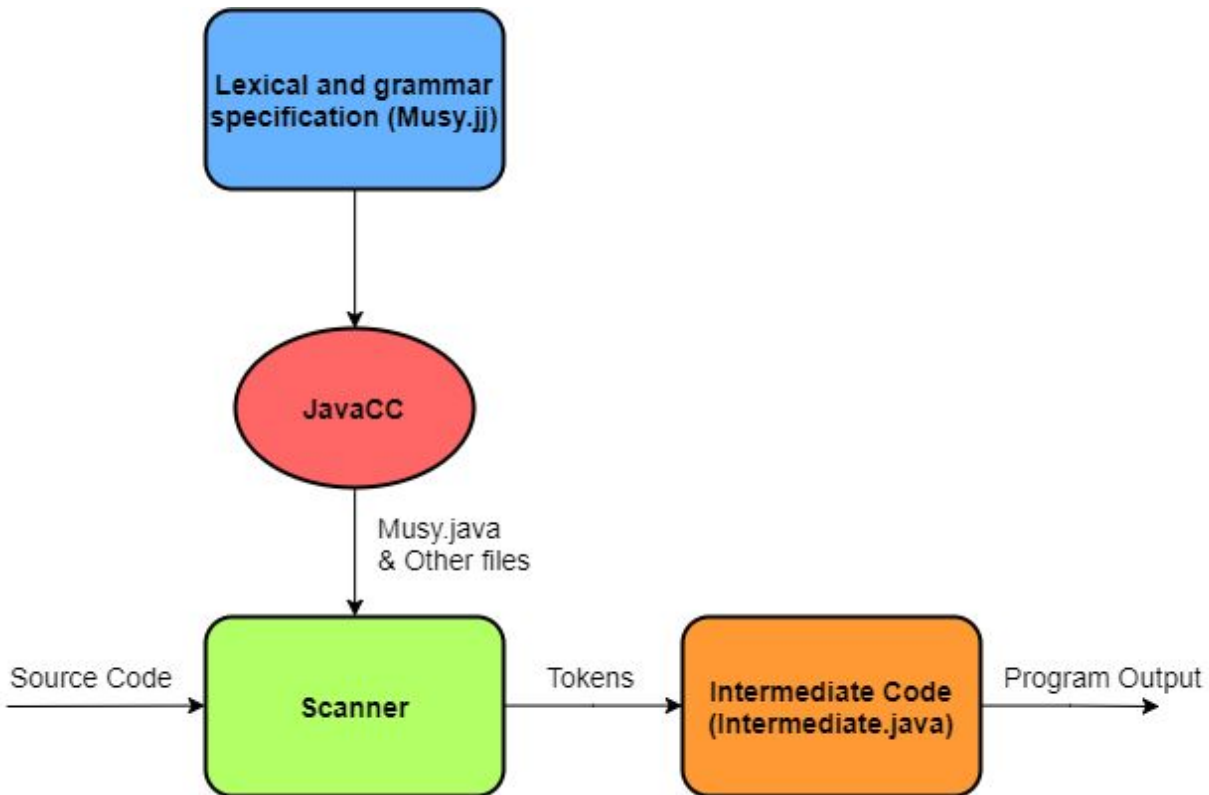 Lexical and grammar
specification (Musy.jj)
JavaCC
Musy.java
& Other files
Source Code
Scanner
Tokens
Intermediate Code
(Intermediate.java)
Program Output